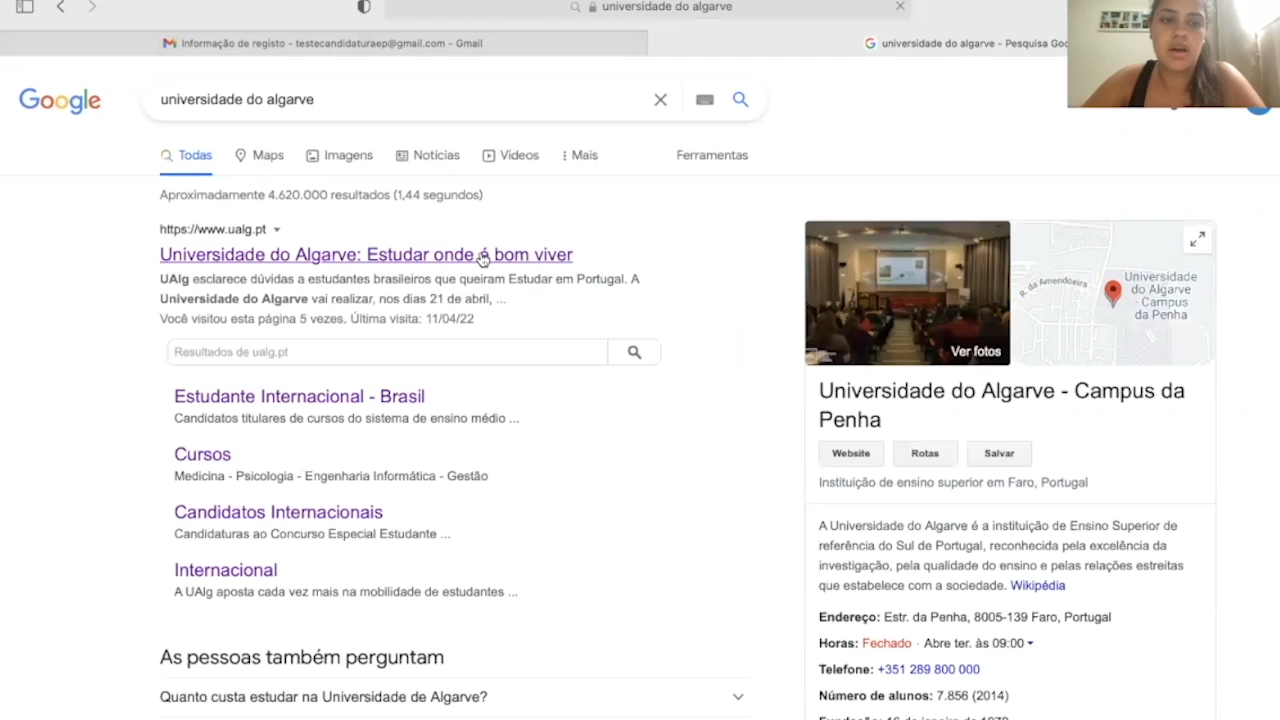 universidade do algarve
Informação de registo - testecandidaturaep@gmail.com - Gmail
universidade do algarve - Pesquisa Goo
Google
universidade do algarve
Todas
Maps
Imagens
Notícias
Vídeos
Mais
Ferramentas
Aproximadamente 4.620.000 resultados (1,44 segundos)
https://www.ualg.pt
Universidade do Algarve: Estudar onde é bom viver
UAlg esclarece dúvidas a estudantes brasileiros que queiram Estudar em Portugal. A
Universidade do Algarve vai realizar, nos dias 21 de abril, ...
Você visitou esta página 5 vezes. Última visita: 11/04/22
Resultados de ualg.pt
Estudante Internacional - Brasil
Candidatos titulares de cursos do sistema de ensino médio ...
Cursos
Medicina - Psicologia - Engenharia Informática - Gestão
Candidatos Internacionais
Candidaturas ao Concurso Especial Estudante ...
Internacional
A UAlg aposta cada vez mais na mobilidade de estudantes ...
As pessoas também perguntam
Quanto custa estudar na Universidade de Algarve?
Ver fotos
R. da Amendoeira
Universidade
do Algarve
- Campus
da Penha
Universidade do Algarve - Campus da
Penha
Website
Rotas
Salvar
Instituição de ensino superior em Faro, Portugal
A Universidade do Algarve é a instituição de Ensino Superior de
referência do Sul de Portugal, reconhecida pela excelência da
investigação, pela qualidade do ensino e pelas relações estreitas
que estabelece com a sociedade. Wikipédia
Endereço: Estr. da Penha, 8005-139 Faro, Portugal
Horas: Fechado · Abre ter. às 09:00
Telefone: +351 289 800 000
Número de alunos: 7.856 (2014)